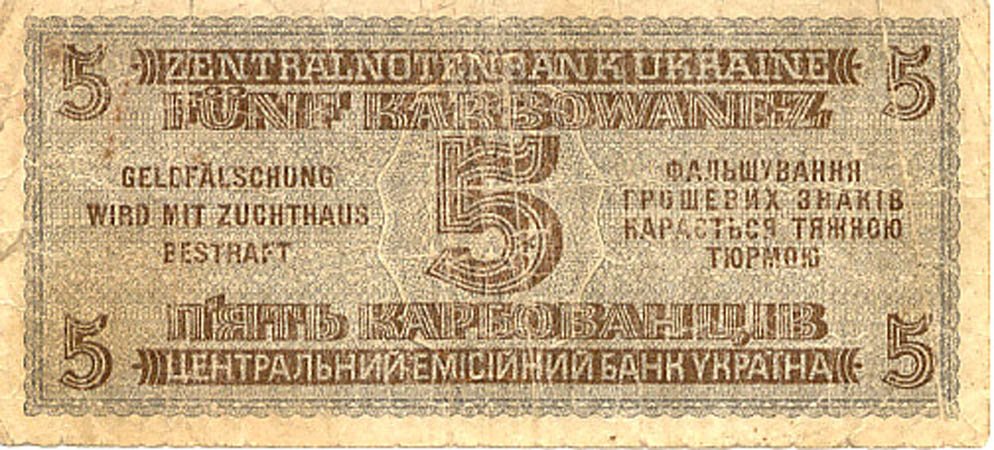 5 ZENTRALNOTENBANK UKRAINE 5
FÜNF KARBOWANEZ
GELDFÄLSCHUNG
WIRD MIT ZUCHTHAUS
BESTRAFT
5
ФАЛЬШУВАННЯ
ГРОШЕВИХ ЗНАКІВ
КАРАЄТЬСЯ ТЯЖНОЮ
ТЮРМОЮ
П'ЯТЬ КАРБОВАНЦІВ
5 ЦЕНТРАЛЬНИЙ ЕМІСІЙНИЙ БАНК УКРАЇНА 5